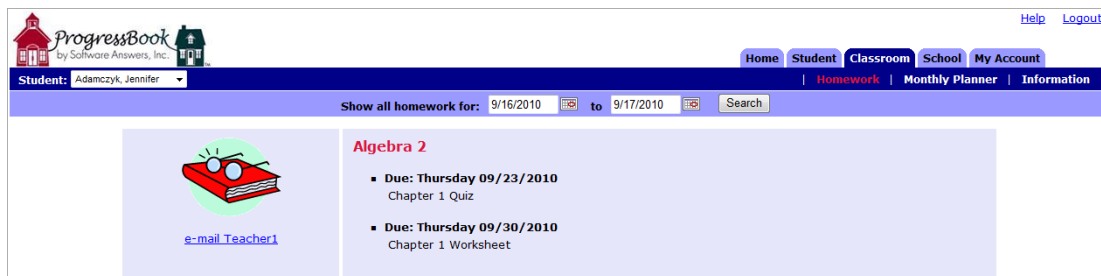 Help Logout
ProgressBook
by Software Answers, Inc.
Home Student Classroom School My Account
Student: Adamczyk, Jennifer | Homework | Monthly Planner | Information
Show all homework for: 9/16/2010 to 9/17/2010 Search
Algebra 2
Due: Thursday 09/23/2010
Chapter 1 Quiz
Due: Thursday 09/30/2010
Chapter 1 Worksheet
e-mail Teacher1